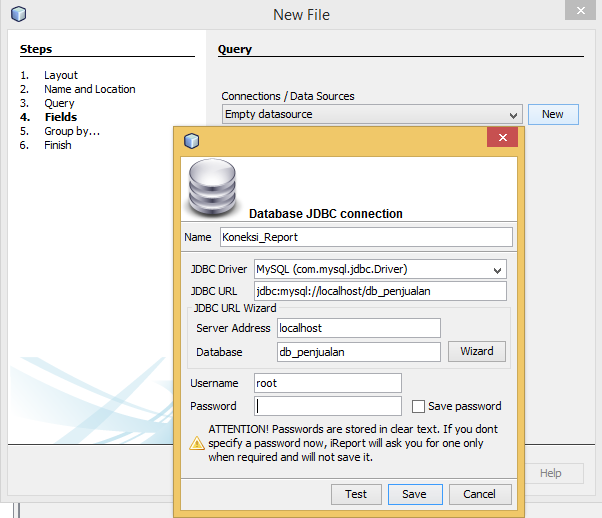 New File
Steps
1. Layout
2. Name and Location
3. Query
4. Fields
5. Group by...
6. Finish
Query
Connections / Data Sources
Empty datasource
New
Database JDBC connection
Name Koneksi_Report
JDBC Driver MySQL (com.mysql.jdbc.Driver)
JDBC URL jdbc:mysql://localhost/db_penjualan
JDBC URL Wizard
Server Address localhost
Database db_penjualan Wizard
Username root
Password Save password
ATTENTION! Passwords are stored in clear text. If you dont
specify a password now, iReport will ask you for one only
when required and will not save it.
Test Save Cancel
Help